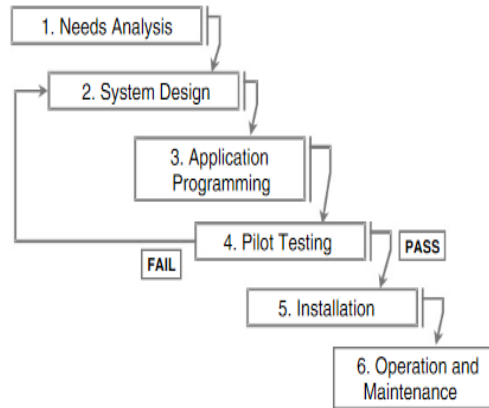 1. Needs Analysis
2. System Design
3. Application
Programming
4. Pilot Testing
PASS
FAIL
5. Installation
6. Operation and
Maintenance